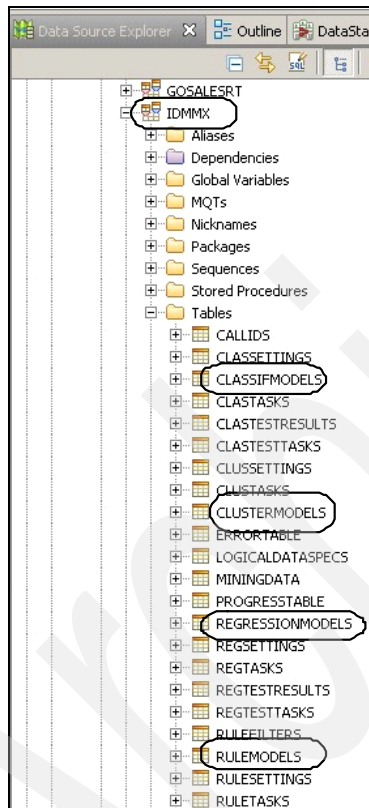 Data Source Explorer Outline DataSta
SQL
GOSALESRT
IDMMX
Aliases
Dependencies
Global Variables
MQTs
Nicknames
Packages
Sequences
Stored Procedures
Tables
CALLIDS
CLASSETTINGS
CLASSIFMODELS
CLASTASKS
CLASTESTRESULTS
CLASTESTTASKS
CLUSSETTINGS
CLUSTASKS
CLUSTERMODELS
ERRORTABLE
LOGICALDATASPECS
MININGDATA
PROGRESSTABLE
REGRESSIONMODELS
REGSETTINGS
REGTASKS
REGTESTRESULTS
REGTESTTASKS
RULEFILTERS
RULEMODELS
RULESETTINGS
RULETASKS